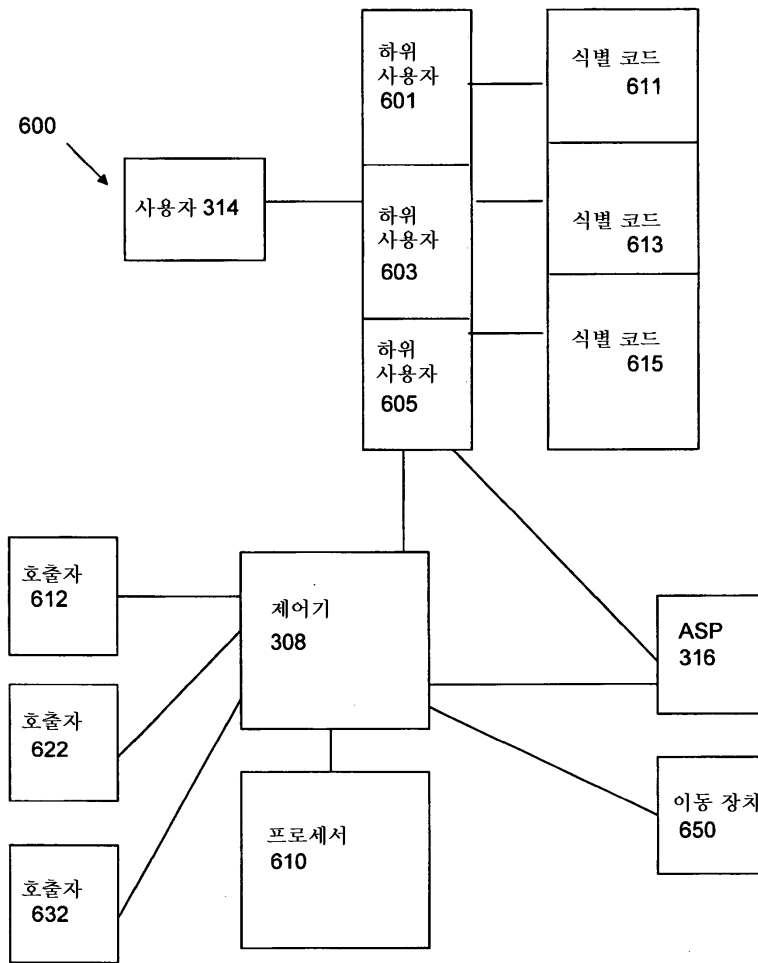 600
사용자 314
하위
사용자
601
하위
사용자
603
하위
사용자
605
식별 코드
611
식별 코드
613
식별 코드
615
호출자
612
호출자
622
호출자
632
제어기
308
프로세서
610
ASP
316
이동 장치
650